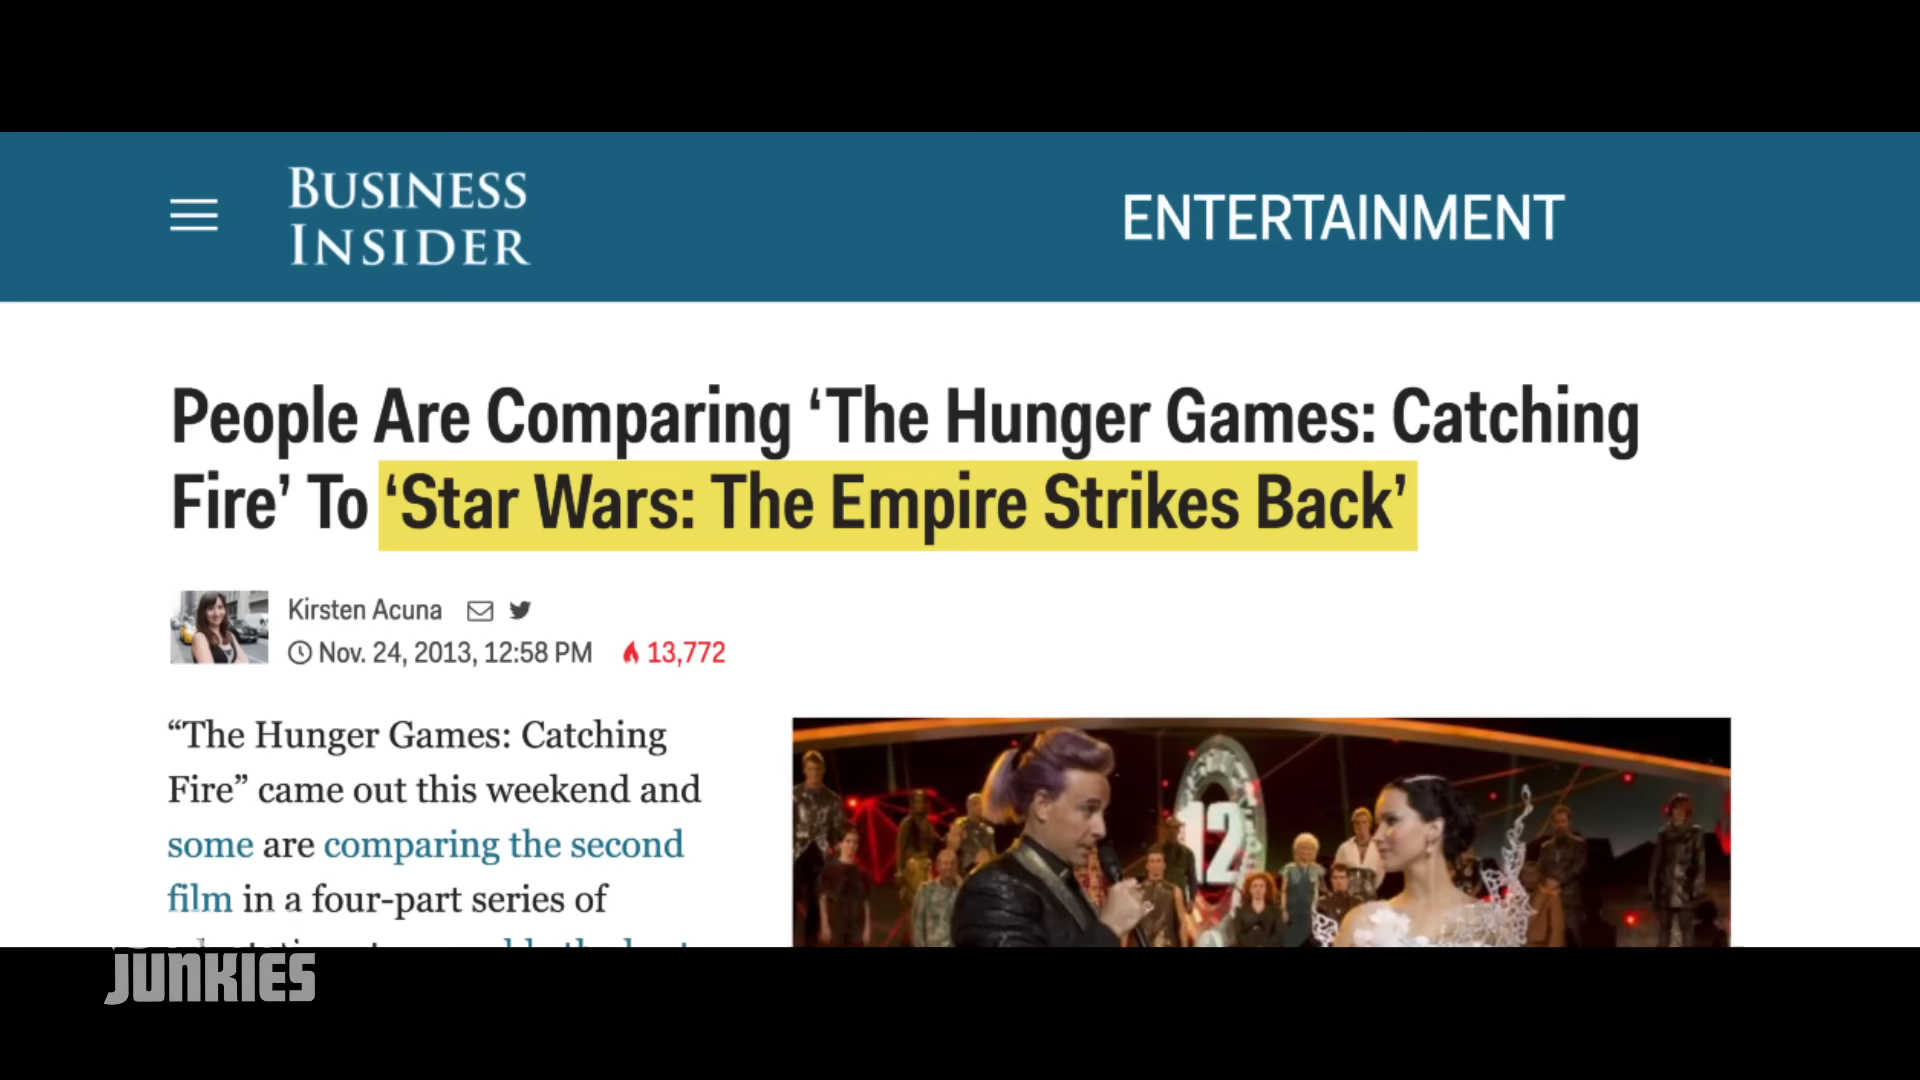 BUSINESS
INSIDER
ENTERTAINMENT
People Are Comparing ‘The Hunger Games: Catching
Fire’ To ‘Star Wars: The Empire Strikes Back’
Kirsten Acuna
Nov. 24, 2013, 12:58 PM 13,772
“The Hunger Games: Catching
Fire” came out this weekend and
some are comparing the second
film in a four-part series of
12
JUNKIES